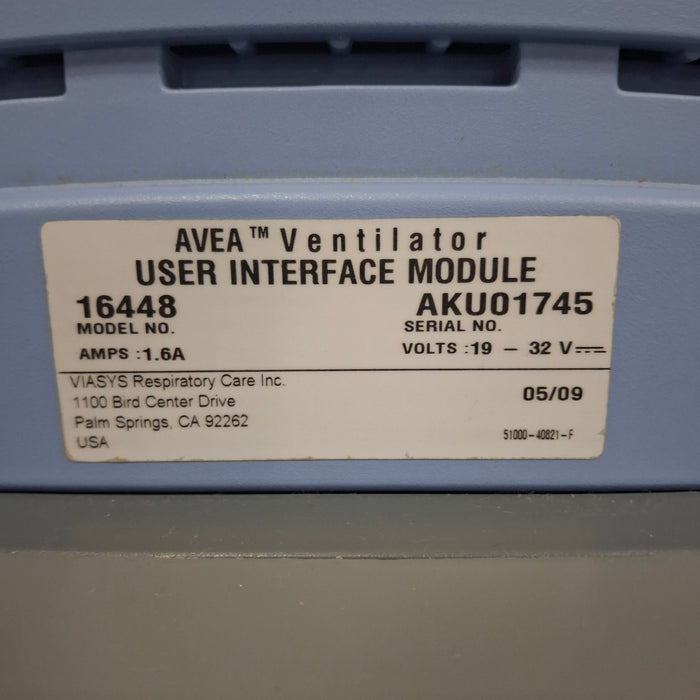 AVEA™ Ventilator
USER INTERFACE MODULE
16448 AKU01745
MODEL NO. SERIAL NO.
AMPS :1.6A VOLTS :19 – 32 V⎓
VIASYS Respiratory Care Inc.
1100 Bird Center Drive 05/09
Palm Springs, CA 92262
USA 51000-40821-F